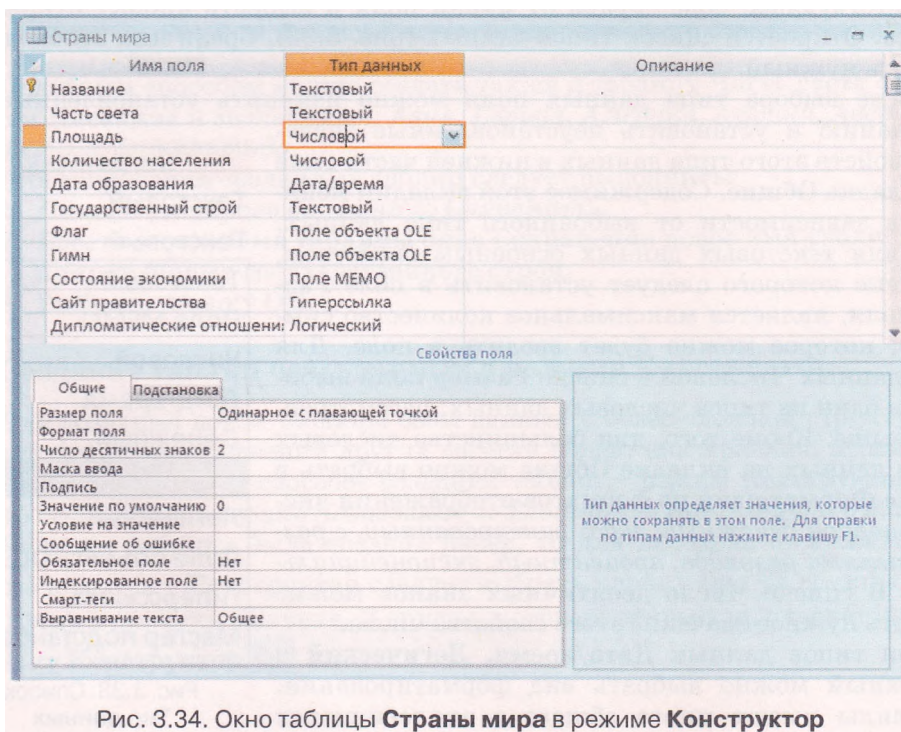 Страны мира
Имя поля Тип данных Описание
Название Текстовый
Часть света Текстовый
Площадь Числовой
Количество населения Числовой
Дата образования Дата/время
Государственный строй Текстовый
Флаг Поле объекта OLE
Гимн Поле объекта OLE
Состояние экономики Поле МЕМО
Сайт правительства Гиперссылка
Дипломатические отношени Логический
Свойства поля
Общие Подстановка
Размер поля Одинарное с плавающей точкой
Формат поля
Число десятичных знаков 2
Маска ввода
Подпись
Значение по умолчанию 0
Условие на значение
Сообщение об ошибке
Обязательное поле Нет
Индексированное поле Нет
Смарт-теги
Выравнивание текста Общее
Тип данных определяет значения, которые
можно сохранять в этом поле. Для справки
по типам данных нажмите клавишу F1.
Рис. 3.34. Окно таблицы Страны мира в режиме Конструктор